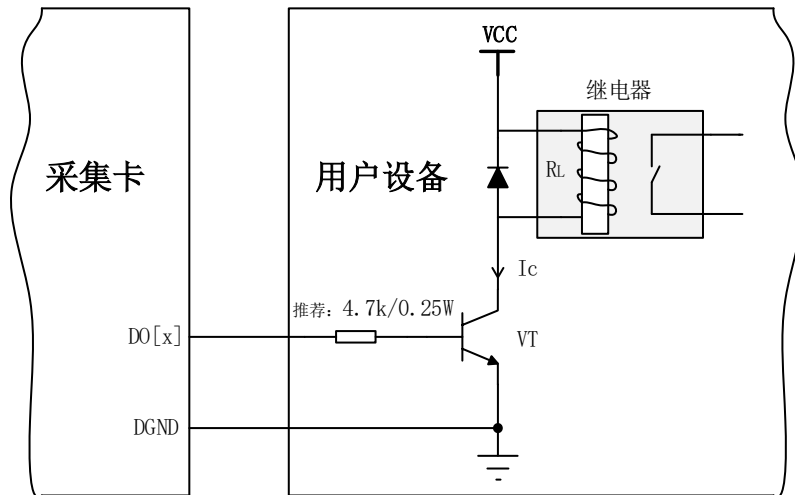 VCC
继电器
采集卡
用户设备
RL
Ic
推荐: 4.7k/0.25W
DO[x]
VT
DGND